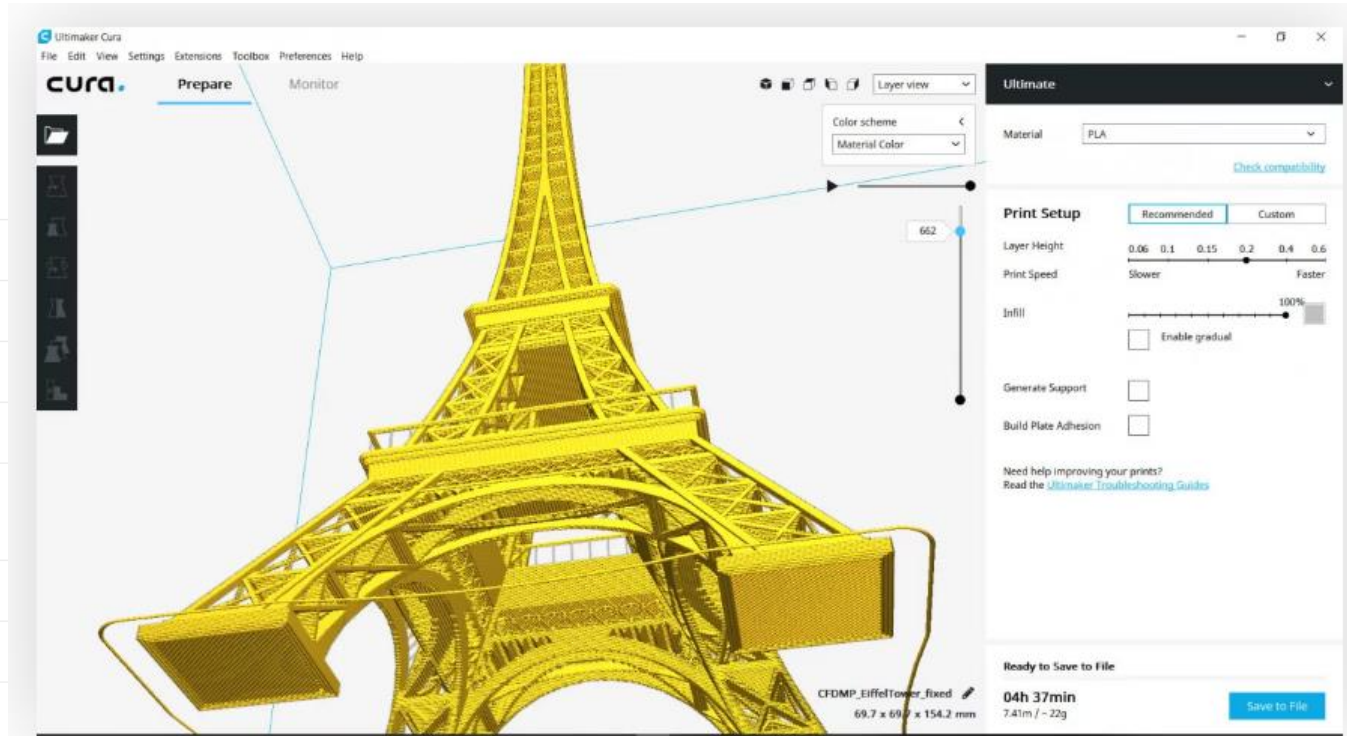 Ultimaker Cura
File Edit View Settings Extensions Toolbox Preferences Help
cura.
Prepare
Monitor
Layer view
Color scheme
Material Color
662
CFDMP_EiffelTower_fixed
69.7 x 69.7 x 154.2 mm
Ultimate
Material PLA
Check compatibility
Print Setup Recommended Custom
Layer Height 0.06 0.1 0.15 0.2 0.4 0.6
Print Speed Slower Faster
Infill 100%
Enable gradual
Generate Support
Build Plate Adhesion
Need help improving your prints?
Read the Ultimaker Troubleshooting Guides
Ready to Save to File
04h 37min
7.41m / ~ 22g
Save to File